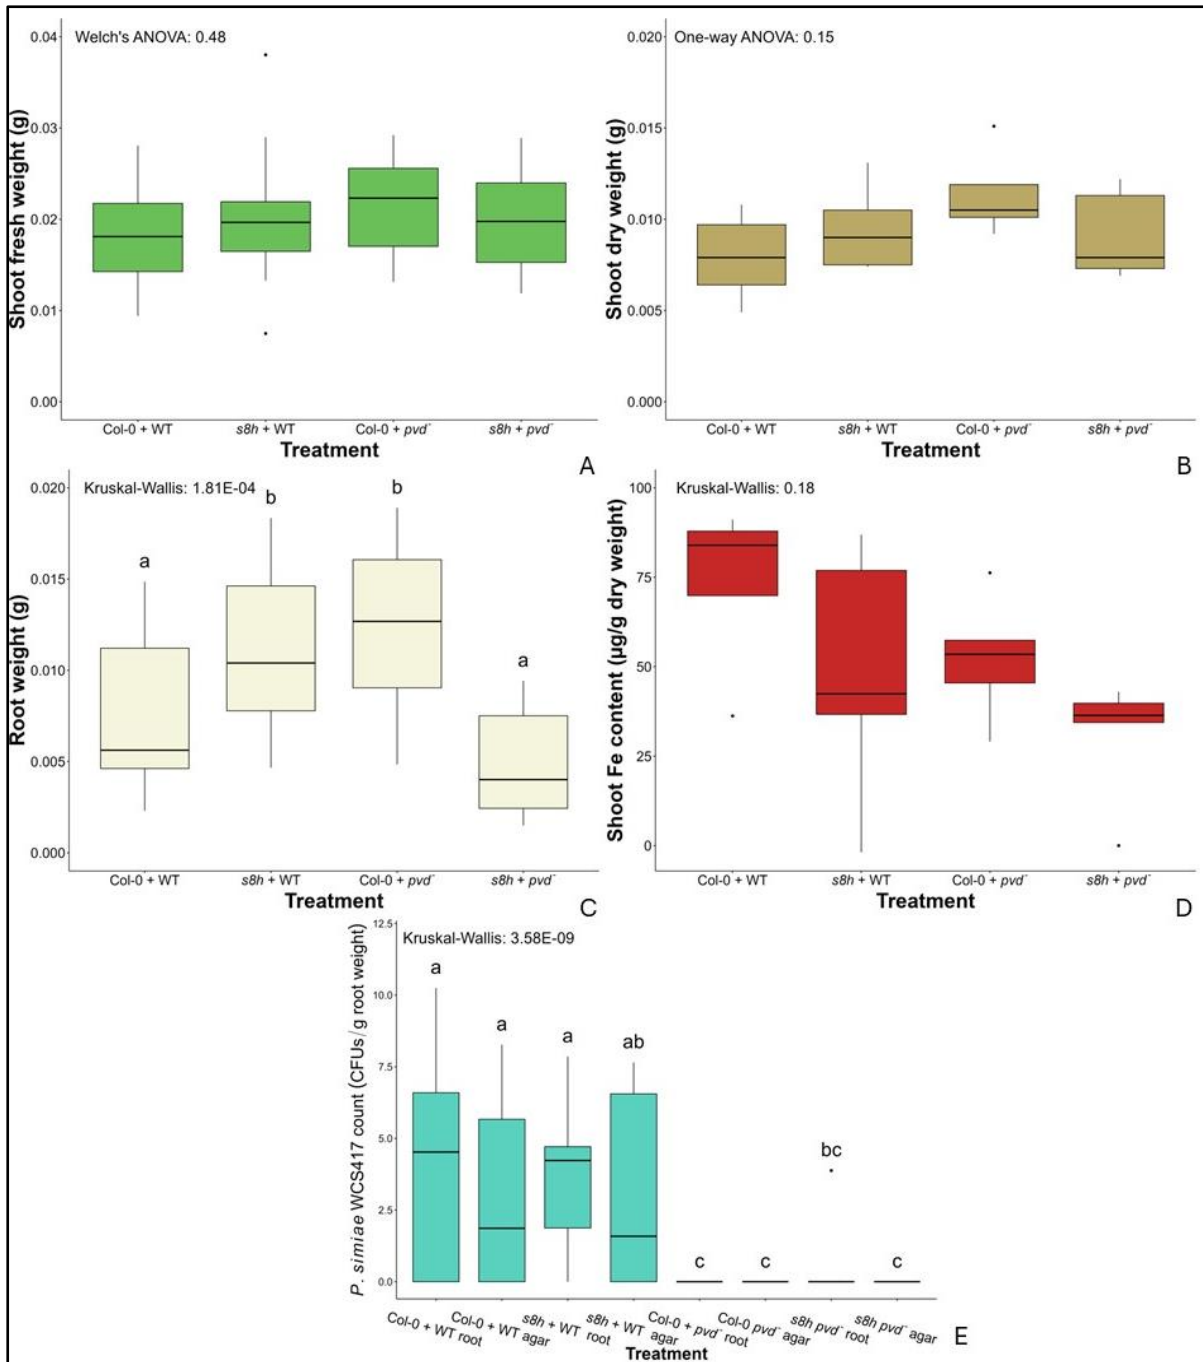 Welch's ANOVA: 0.48
Shoot fresh weight (g)
0.04
0.03
0.02
0.01
0.00
Col-0 + WT s8h + WT Col-0 + pvd⁻ s8h + pvd⁻
Treatment
A
One-way ANOVA: 0.15
Shoot dry weight (g)
0.020
0.015
0.010
0.005
0.000
Col-0 + WT s8h + WT Col-0 + pvd⁻ s8h + pvd⁻
Treatment
B
Kruskal-Wallis: 1.81E-04
a b b a
Root weight (g)
0.020
0.015
0.010
0.005
0.000
Col-0 + WT s8h + WT Col-0 + pvd⁻ s8h + pvd⁻
Treatment
C
Kruskal-Wallis: 0.18
Shoot Fe content (µg/g dry weight)
100
75
50
25
0
Col-0 + WT s8h + WT Col-0 + pvd⁻ s8h + pvd⁻
Treatment
D
Kruskal-Wallis: 3.58E-09
a a a ab c c bc c
P. simiae WCS417 count (CFUs/g root weight)
12.5
10.0
7.5
5.0
2.5
0.0
Col-0 + WT root
Col-0 + WT agar
s8h + WT root
s8h + WT agar
Col-0 + pvd⁻ root
Col-0 pvd⁻ agar
s8h pvd⁻ root
s8h pvd⁻ agar
Treatment
E